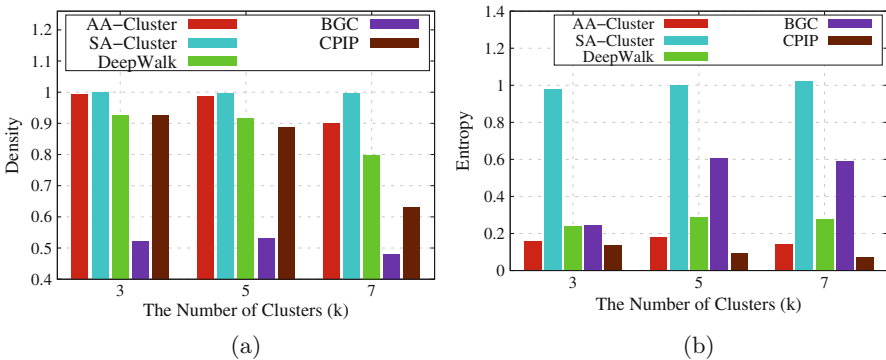 AA−Cluster
SA−Cluster
DeepWalk
BGC
CPIP
1.2
1.1
1
0.9
0.8
0.7
0.6
0.5
0.4
Density
3 5 7
The Number of Clusters (k)
(a)
AA−Cluster
SA−Cluster
DeepWalk
BGC
CPIP
1.4
1.2
1
0.8
0.6
0.4
0.2
0
Entropy
3 5 7
The Number of Clusters (k)
(b)